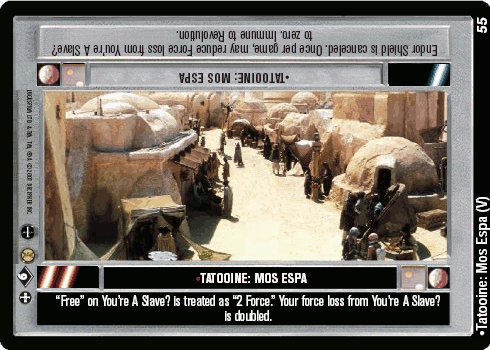 •TATOOINE: MOS ESPA
Endor Shield is canceled. Once per game, may reduce Force loss from You're A Slave?
to zero. Immune to Revolution.
6
•TATOOINE: MOS ESPA
"Free" on You're A Slave? is treated as "2 Force." Your force loss from You're A Slave?
is doubled.
•Tatooine: Mos Espa (V)
55